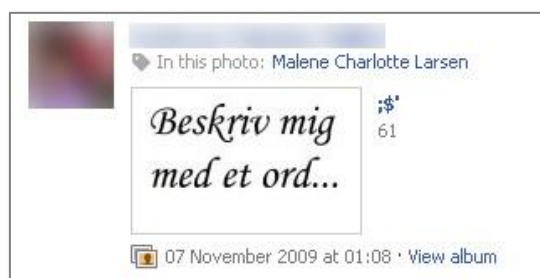 In this photo: Malene Charlotte Larsen
Beskriv mig
med et ord...
;$'
61
07 November 2009 at 01:08 · View album